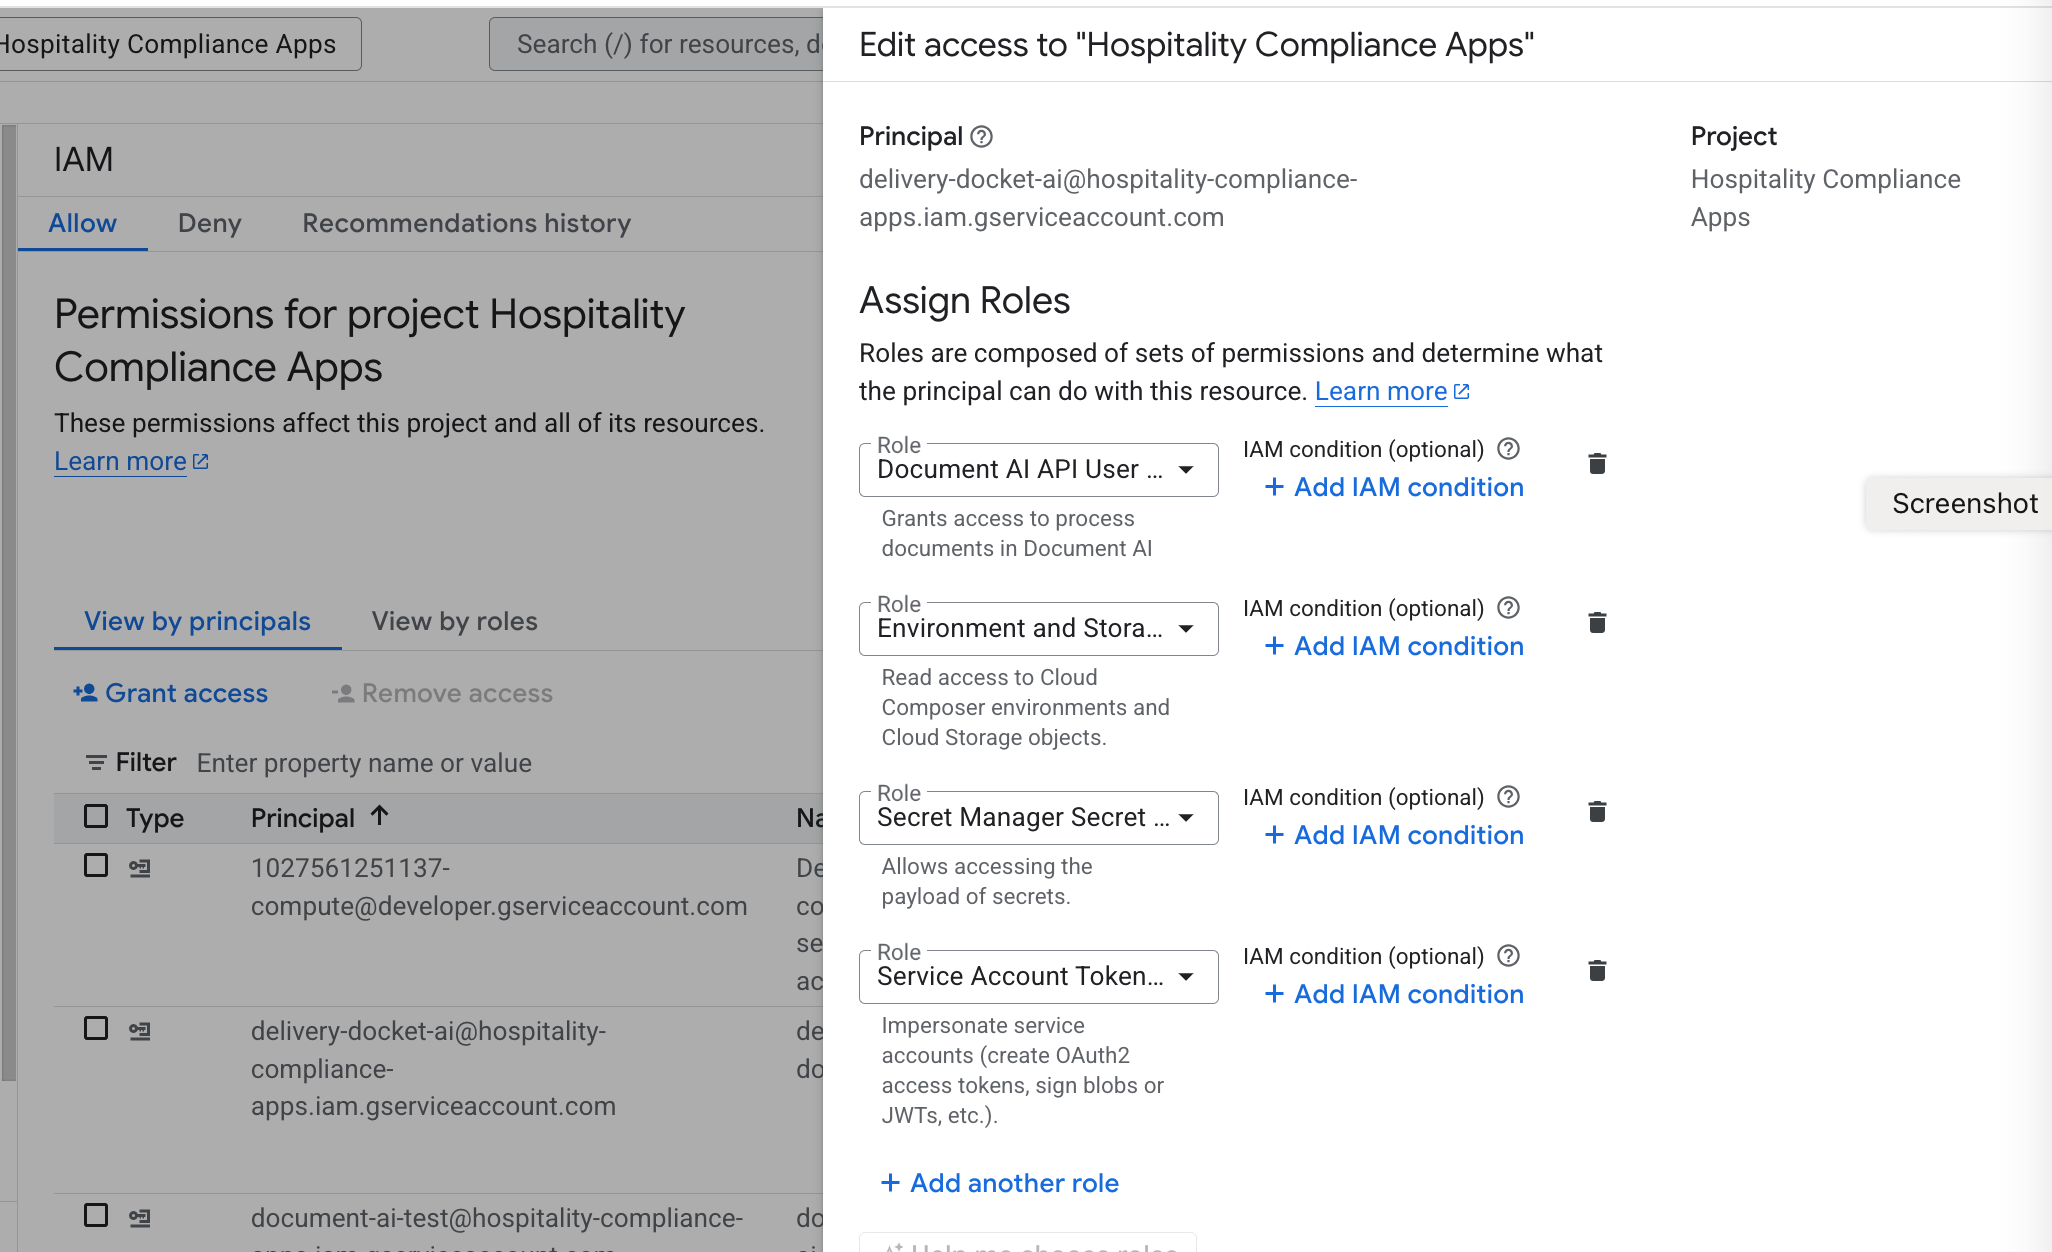 Hospitality Compliance Apps
Search (/) for resources,
IAM
Allow
Deny
Recommendations history
Permissions for project Hospitality
Compliance Apps
These permissions affect this project and all of its resources.
Learn more
View by principals
View by roles
Grant access
Remove access
Filter
Enter property name or value
Type
Principal
1027561251137-
compute@developer.gserviceaccount.com
delivery-docket-ai@hospitality-
compliance-
apps.iam.gserviceaccount.com
document-ai-test@hospitality-compliance-
Edit access to "Hospitality Compliance Apps"
Principal
delivery-docket-ai@hospitality-compliance-
apps.iam.gserviceaccount.com
Project
Hospitality Compliance
Apps
Assign Roles
Roles are composed of sets of permissions and determine what
the principal can do with this resource. Learn more
Role
Document AI API User ...
IAM condition (optional)
+ Add IAM condition
Grants access to process
documents in Document AI
Role
Environment and Stora...
IAM condition (optional)
+ Add IAM condition
Read access to Cloud
Composer environments and
Cloud Storage objects.
Role
Secret Manager Secret ...
IAM condition (optional)
+ Add IAM condition
Allows accessing the
payload of secrets.
Role
Service Account Token...
IAM condition (optional)
+ Add IAM condition
Impersonate service
accounts (create OAuth2
access tokens, sign blobs or
JWTs, etc.).
+ Add another role
Screenshot